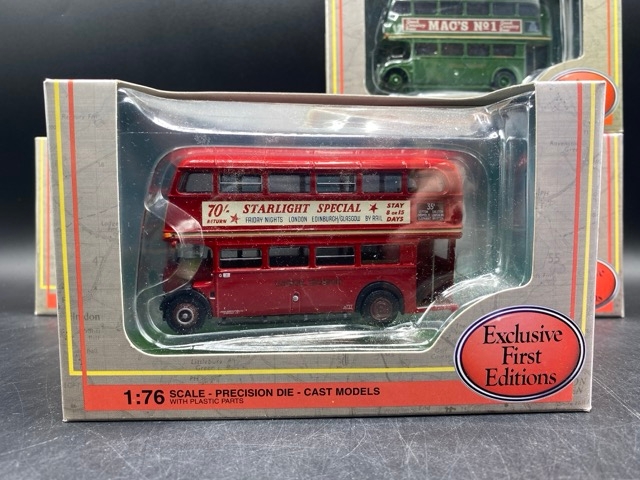 MAC'S No1
70/-
RETURN
STARLIGHT SPECIAL
FRIDAY NIGHTS LONDON EDINBURGH/GLASGOW BY RAIL
STAY
8 OR 15
DAYS
Exclusive
First
Editions
1:76 SCALE - PRECISION DIE - CAST MODELS
WITH PLASTIC PARTS